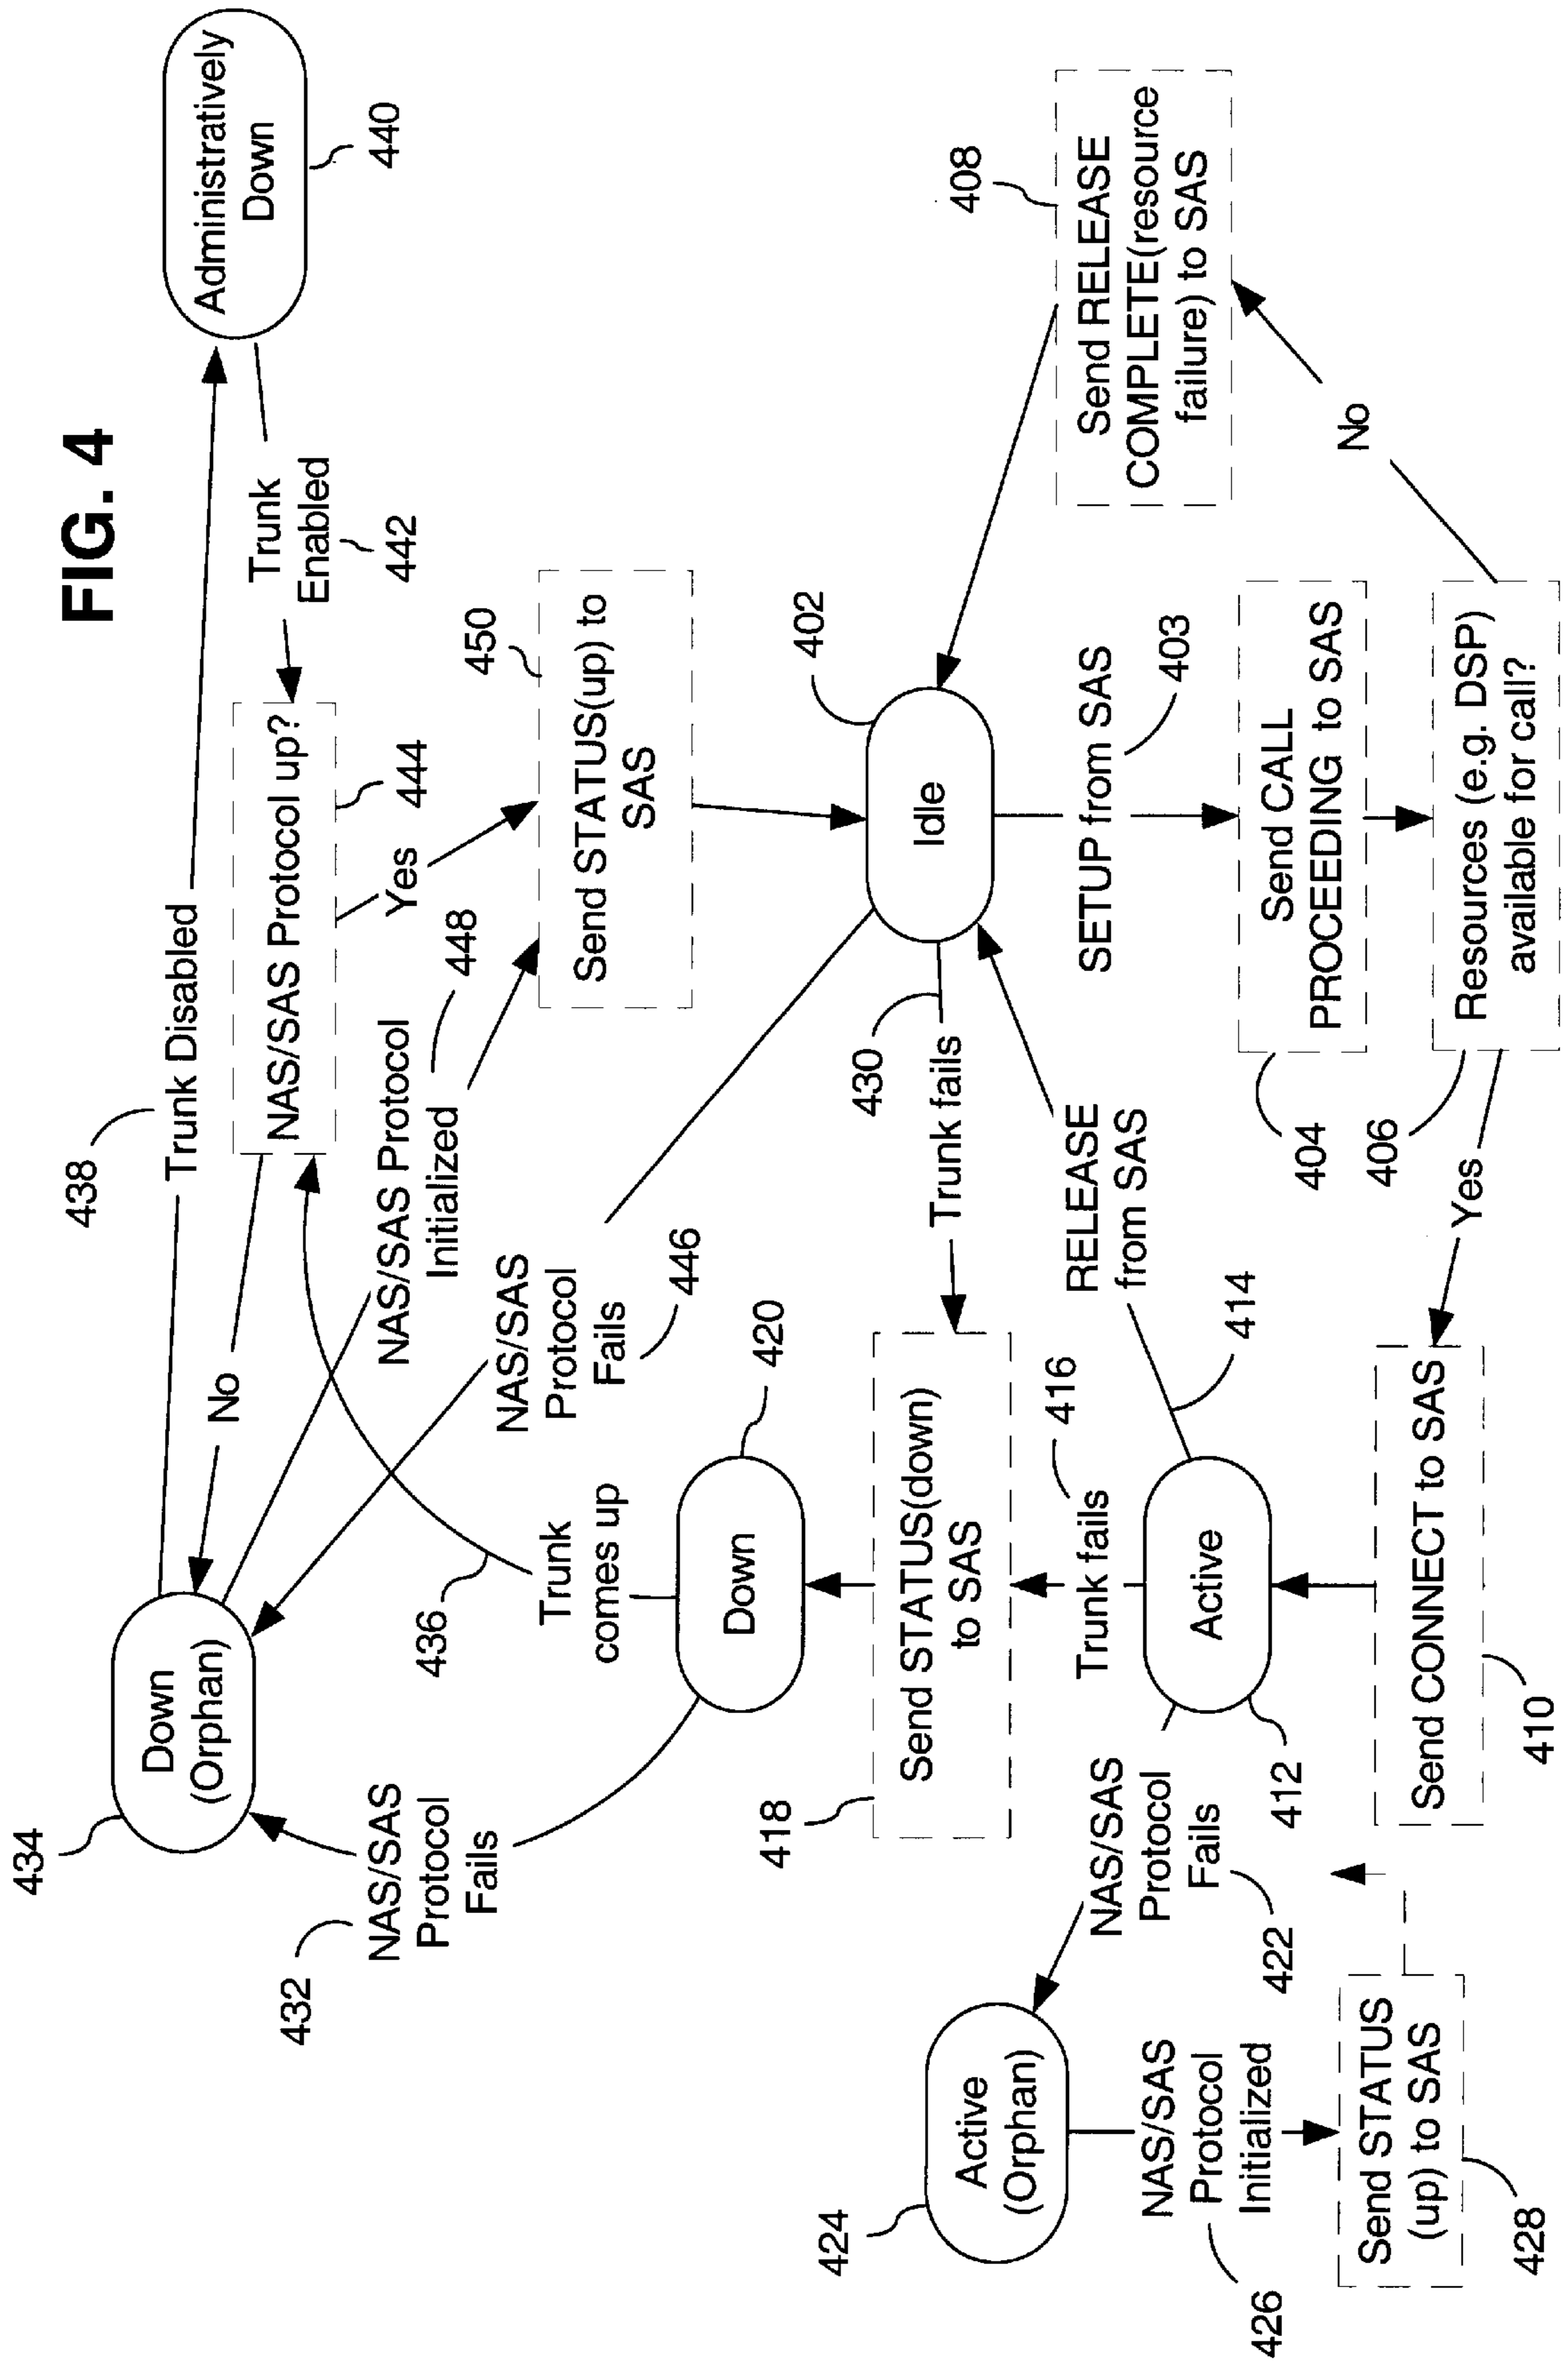 FIG. 4
434
Down
(Orphan)
438
Trunk Disabled
Administratively
Down
440
Trunk
Enabled
442
No
NAS/SAS Protocol up?
444
Yes
432
NAS/SAS
Protocol
Fails
436
Trunk
comes up
NAS/SAS Protocol
Initialized
448
450
Send STATUS(up) to
SAS
NAS/SAS
Protocol
Fails
446
420
Down
418
Send STATUS(down)
to SAS
430
Trunk fails
402
Idle
408
Send RELEASE
COMPLETE(resource
failure) to SAS
416
Trunk fails
RELEASE
from SAS
414
SETUP from SAS
403
424
Active
(Orphan)
NAS/SAS
Protocol
Fails
422
Active
412
404
Send CALL
PROCEEDING to SAS
No
426
NAS/SAS
Protocol
Initialized
428
Send STATUS
(up) to SAS
Send CONNECT to SAS
410
Yes
406
Resources (e.g. DSP)
available for call?